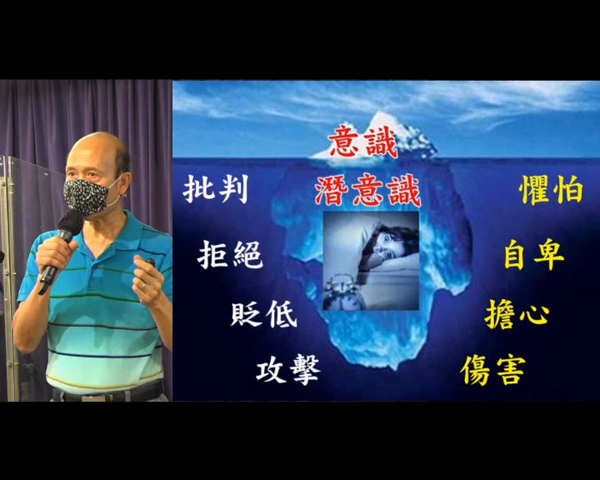 意識
批判 潛意識 懼怕
拒絕 自卑
貶低 擔心
攻擊 傷害